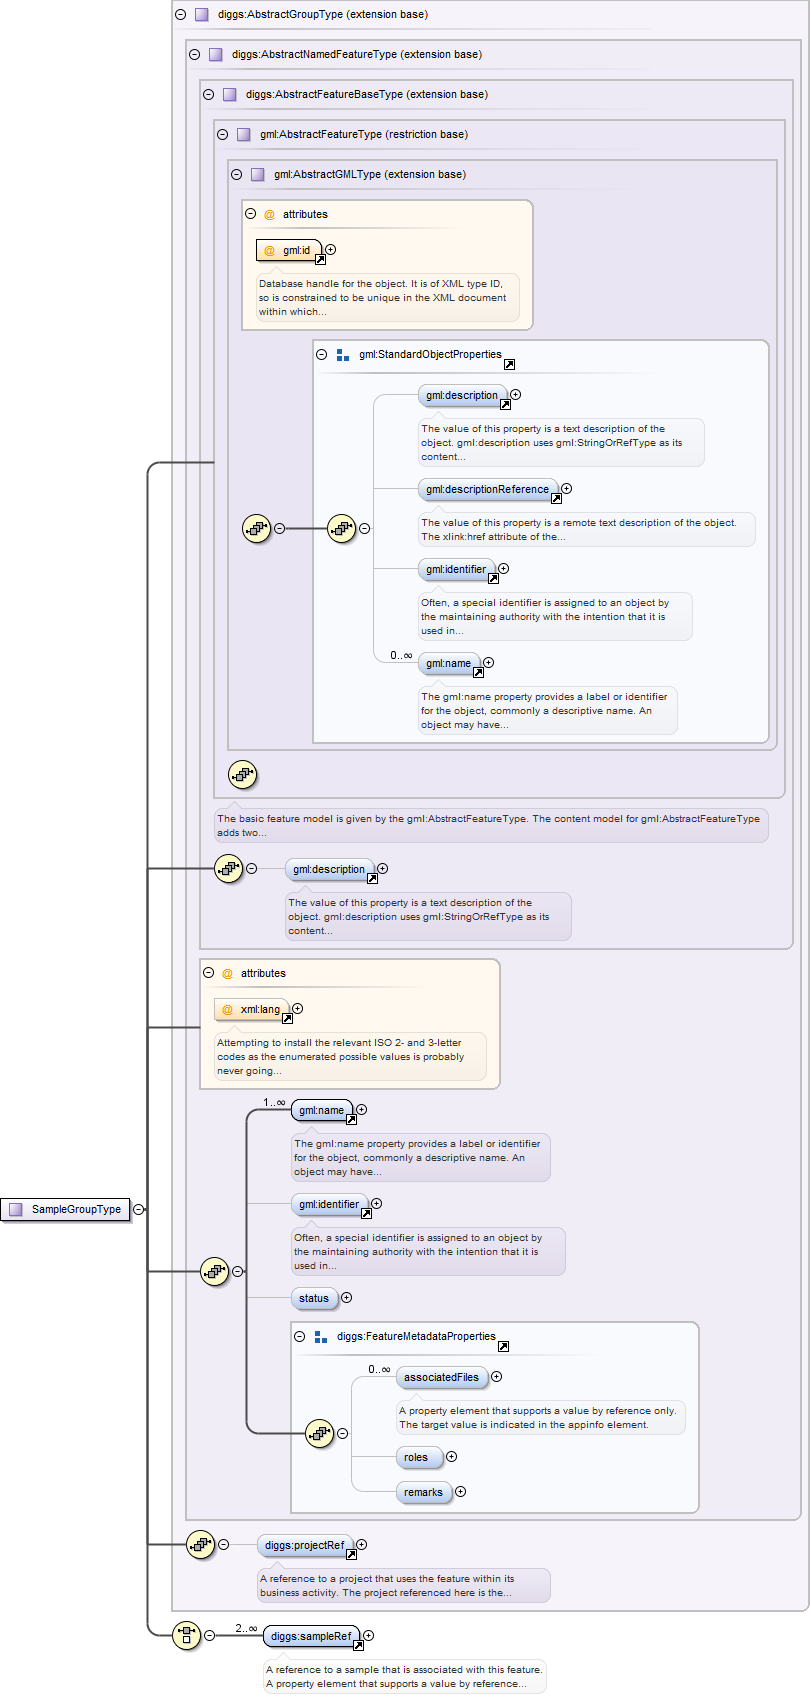 diggs:AbstractGroupType (extension base)
diggs:AbstractNamedFeatureType (extension base)
diggs:AbstractFeatureBaseType (extension base)
gml:AbstractFeatureType (restriction base)
gml:AbstractGMLType (extension base)
@ attributes
@ gml:id
Database handle for the object. It is of XML type ID,
so is constrained to be unique in the XML document
within which...
gml:StandardObjectProperties
gml:description
The value of this property is a text description of the
object. gml:description uses gml:StringOrRefType as its
content...
gml:descriptionReference
The value of this property is a remote text description of the object.
The xlink:href attribute of the...
gml:identifier
Often, a special identifier is assigned to an object by
the maintaining authority with the intention that it is
used in...
0..∞
gml:name
The gml:name property provides a label or identifier
for the object, commonly a descriptive name. An
object may have...
The basic feature model is given by the gml:AbstractFeatureType. The content model for gml:AbstractFeatureType
adds two...
gml:description
The value of this property is a text description of the
object. gml:description uses gml:StringOrRefType as its
content...
@ attributes
@ xml:lang
Attempting to install the relevant ISO 2- and 3-letter
codes as the enumerated possible values is probably
never going...
1..∞
gml:name
The gml:name property provides a label or identifier
for the object, commonly a descriptive name. An
object may have...
SampleGroupType
gml:identifier
Often, a special identifier is assigned to an object by
the maintaining authority with the intention that it is
used in...
status
diggs:FeatureMetadataProperties
0..∞
associatedFiles
A property element that supports a value by reference only.
The target value is indicated in the appinfo element.
roles
remarks
diggs:projectRef
A reference to a project that uses the feature within its
business activity. The project referenced here is the...
2..∞
diggs:sampleRef
A reference to a sample that is associated with this feature.
A property element that supports a value by reference...